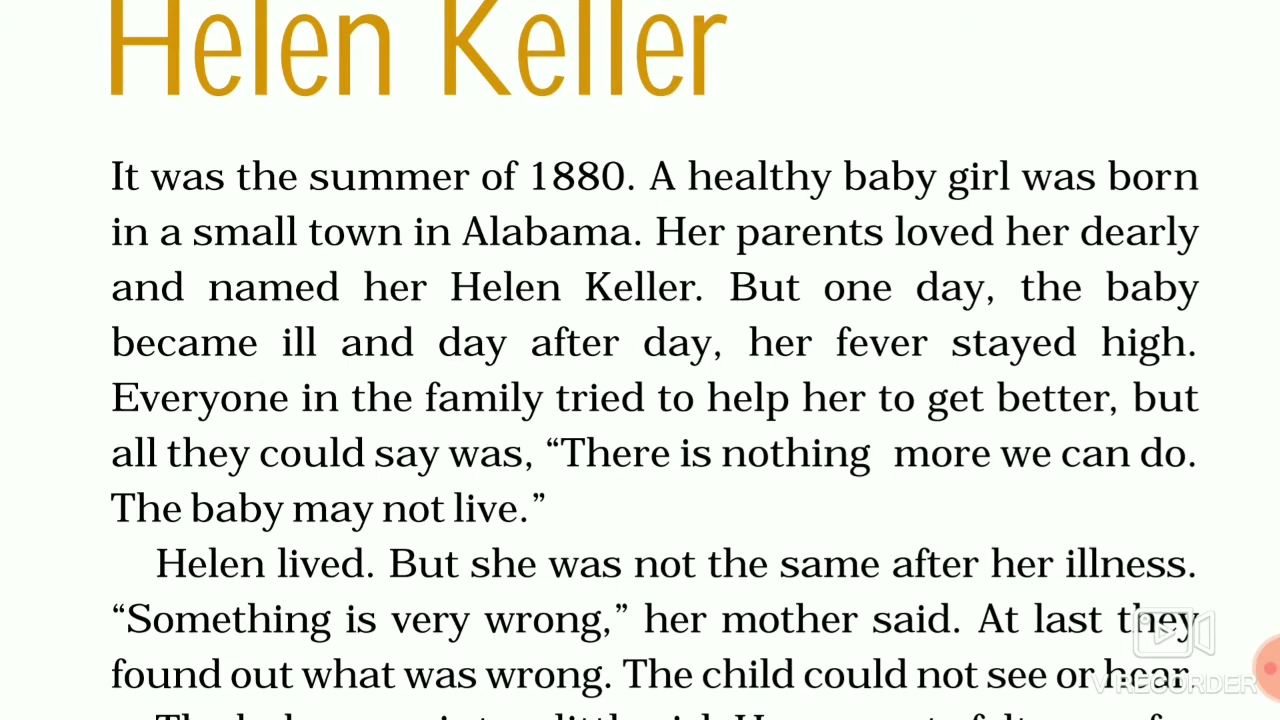 Helen Keller
It was the summer of 1880. A healthy baby girl was born
in a small town in Alabama. Her parents loved her dearly
and named her Helen Keller. But one day, the baby
became ill and day after day, her fever stayed high.
Everyone in the family tried to help her to get better, but
all they could say was, “There is nothing more we can do.
The baby may not live.”
Helen lived. But she was not the same after her illness.
“Something is very wrong,” her mother said. At last they
found out what was wrong. The child could not see or hear.
VRECORDER